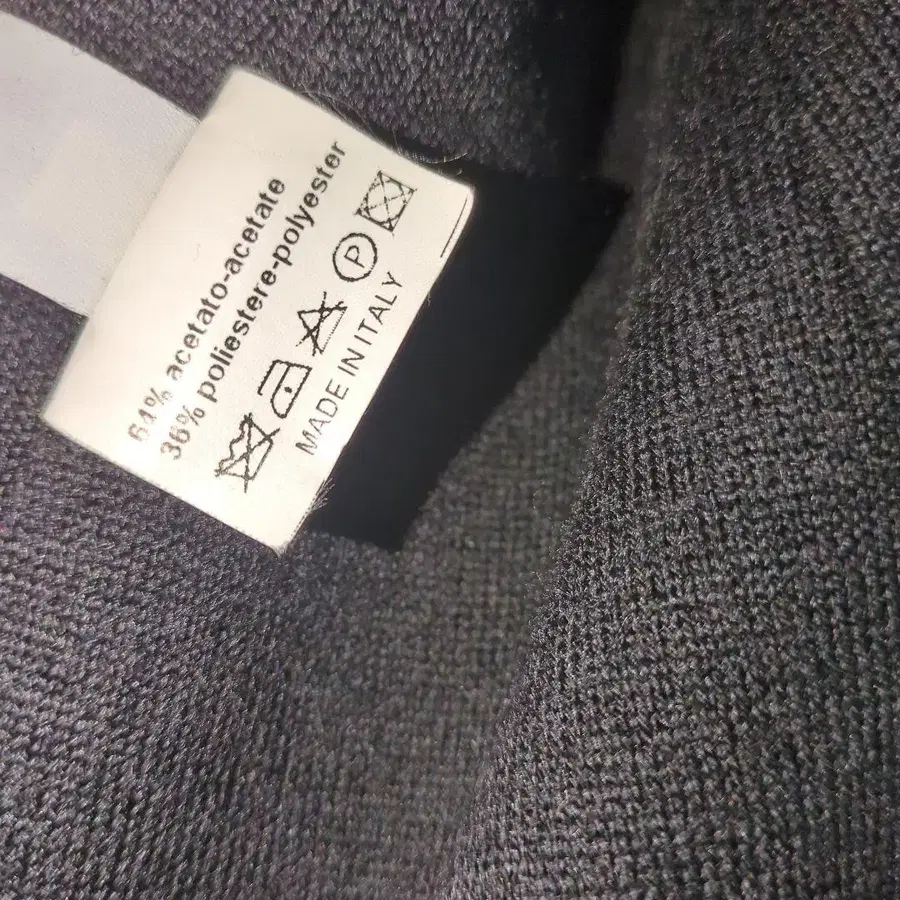 64% acetato-acetate
36% poliestere-polyester
P
MADE IN ITALY